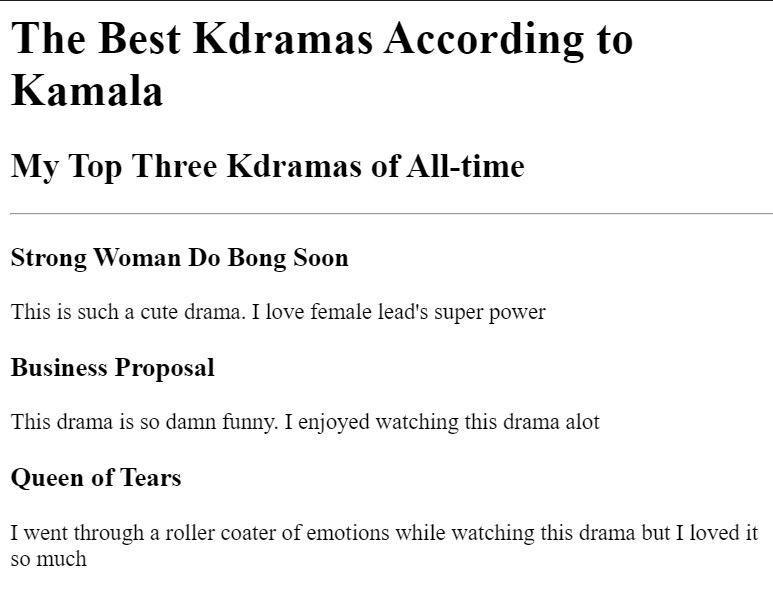 The Best Kdramas According to
Kamala
My Top Three Kdramas of All-time
Strong Woman Do Bong Soon
This is such a cute drama. I love female lead's super power
Business Proposal
This drama is so damn funny. I enjoyed watching this drama alot
Queen of Tears
I went through a roller coater of emotions while watching this drama but I loved it
so much